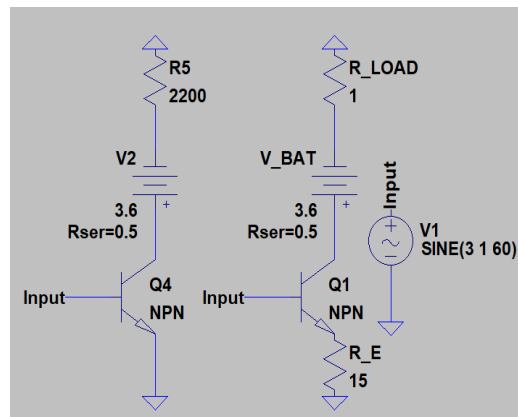 R5
2200
V2
+
3.6
Rser=0.5
Input
Q4
NPN
R_LOAD
1
V_BAT
+
3.6
Rser=0.5
Input
Q1
NPN
R_E
15
Input
V1
+
SINE(3 1 60)